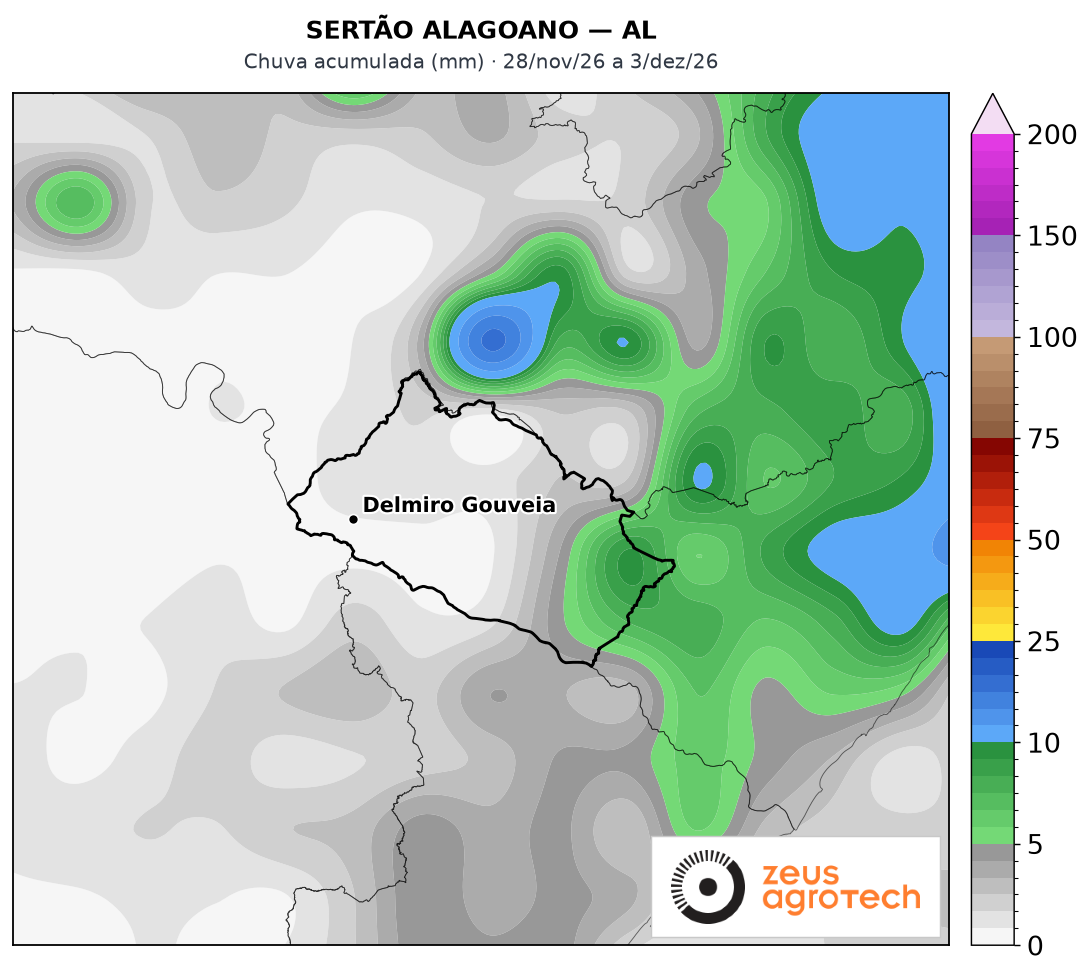 SERTÃO ALAGOANO — AL
Chuva acumulada (mm) · 28/nov/26 a 3/dez/26
200
150
100
75
50
25
10
5
0
Delmiro Gouveia
zeus
agrotech